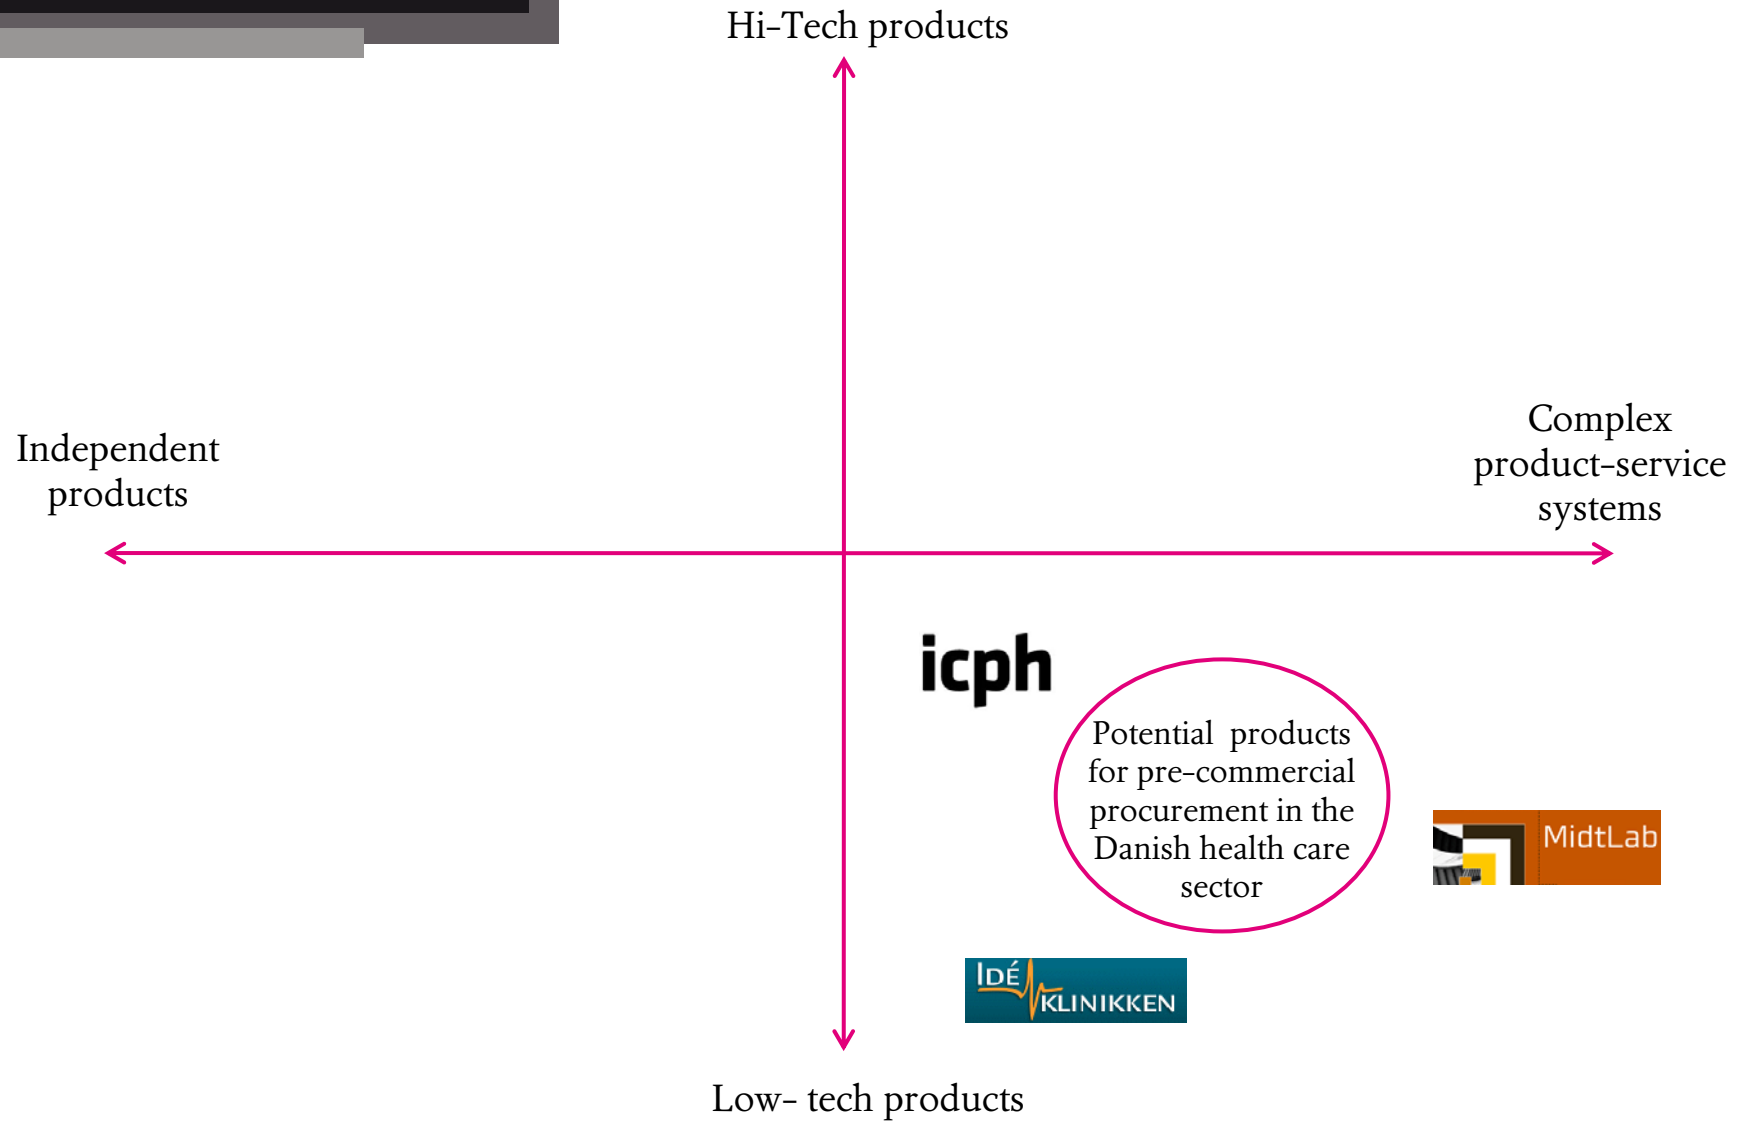 Hi-Tech products
Independent
products
Complex
product-service
systems
icph
Potential products
for pre-commercial
procurement in the
Danish health care
sector
MidtLab
IDÉ
KLINIKKEN
Low- tech products